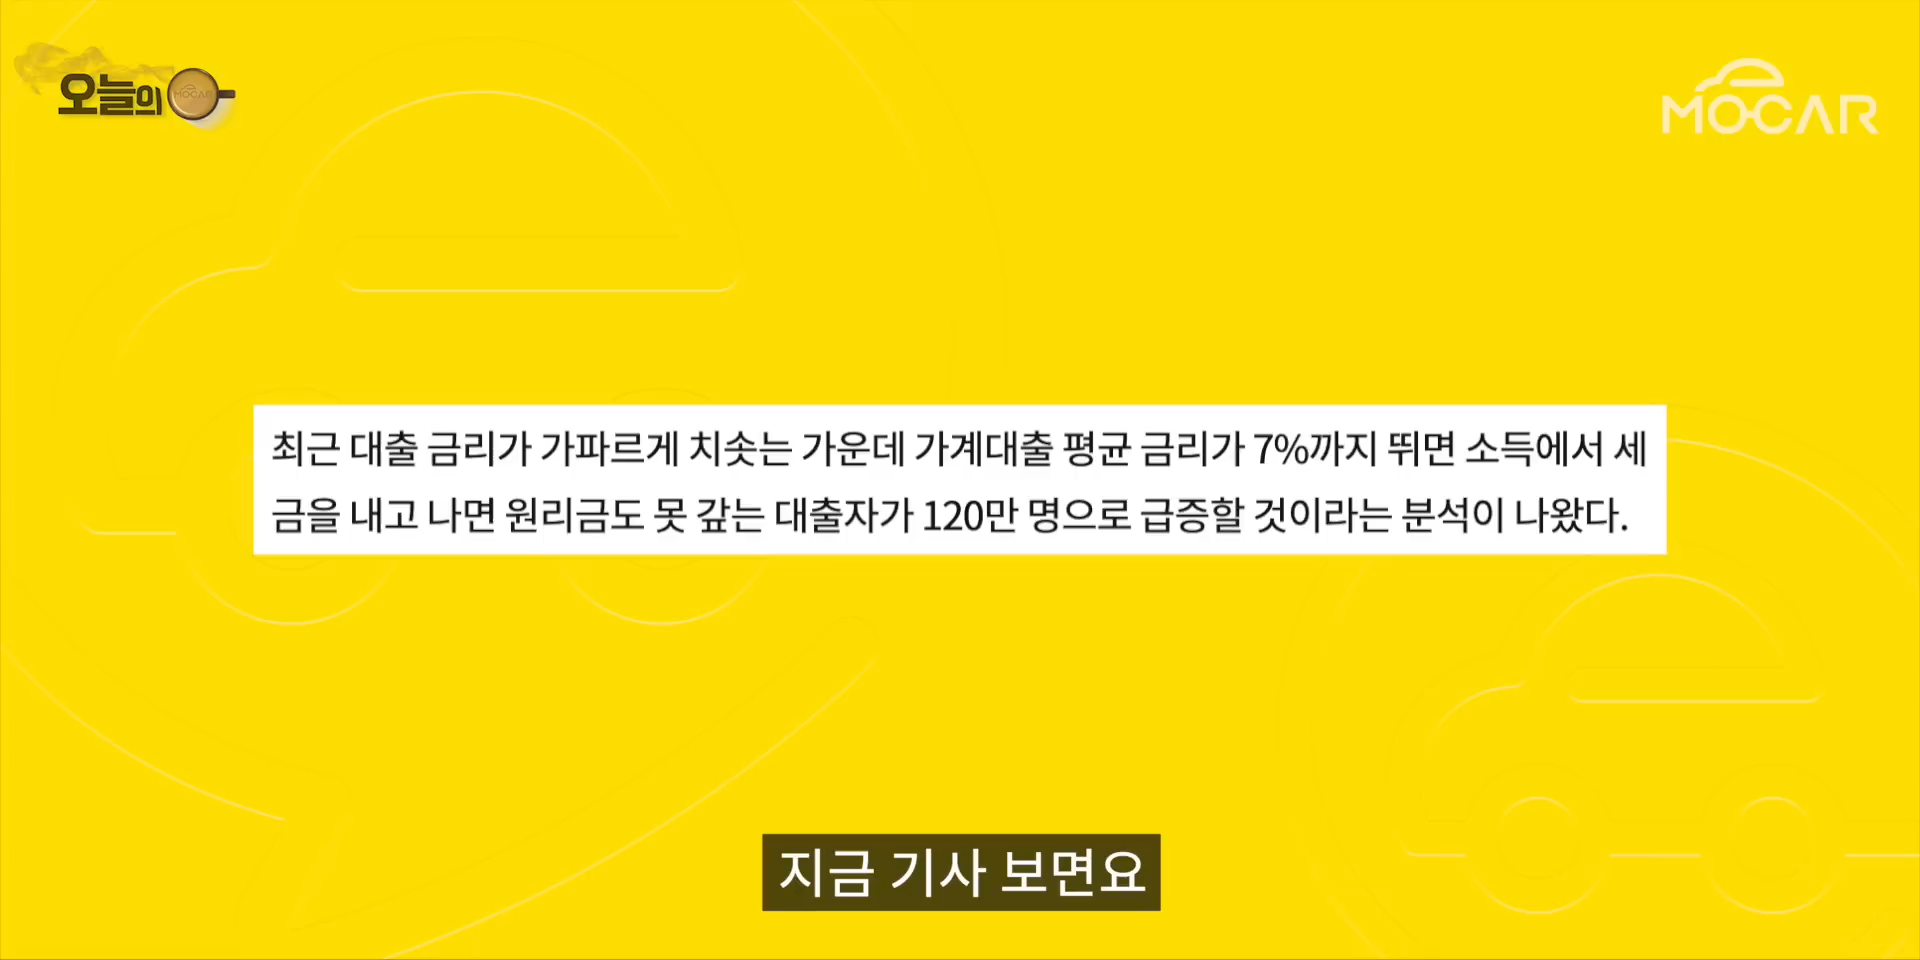 오늘의
MOCAR
MOCAR
최근 대출 금리가 가파르게 치솟는 가운데 가계대출 평균 금리가 7%까지 뛰면 소득에서 세
금을 내고 나면 원리금도 못 갚는 대출자가 120만 명으로 급증할 것이라는 분석이 나왔다.
지금 기사 보면요